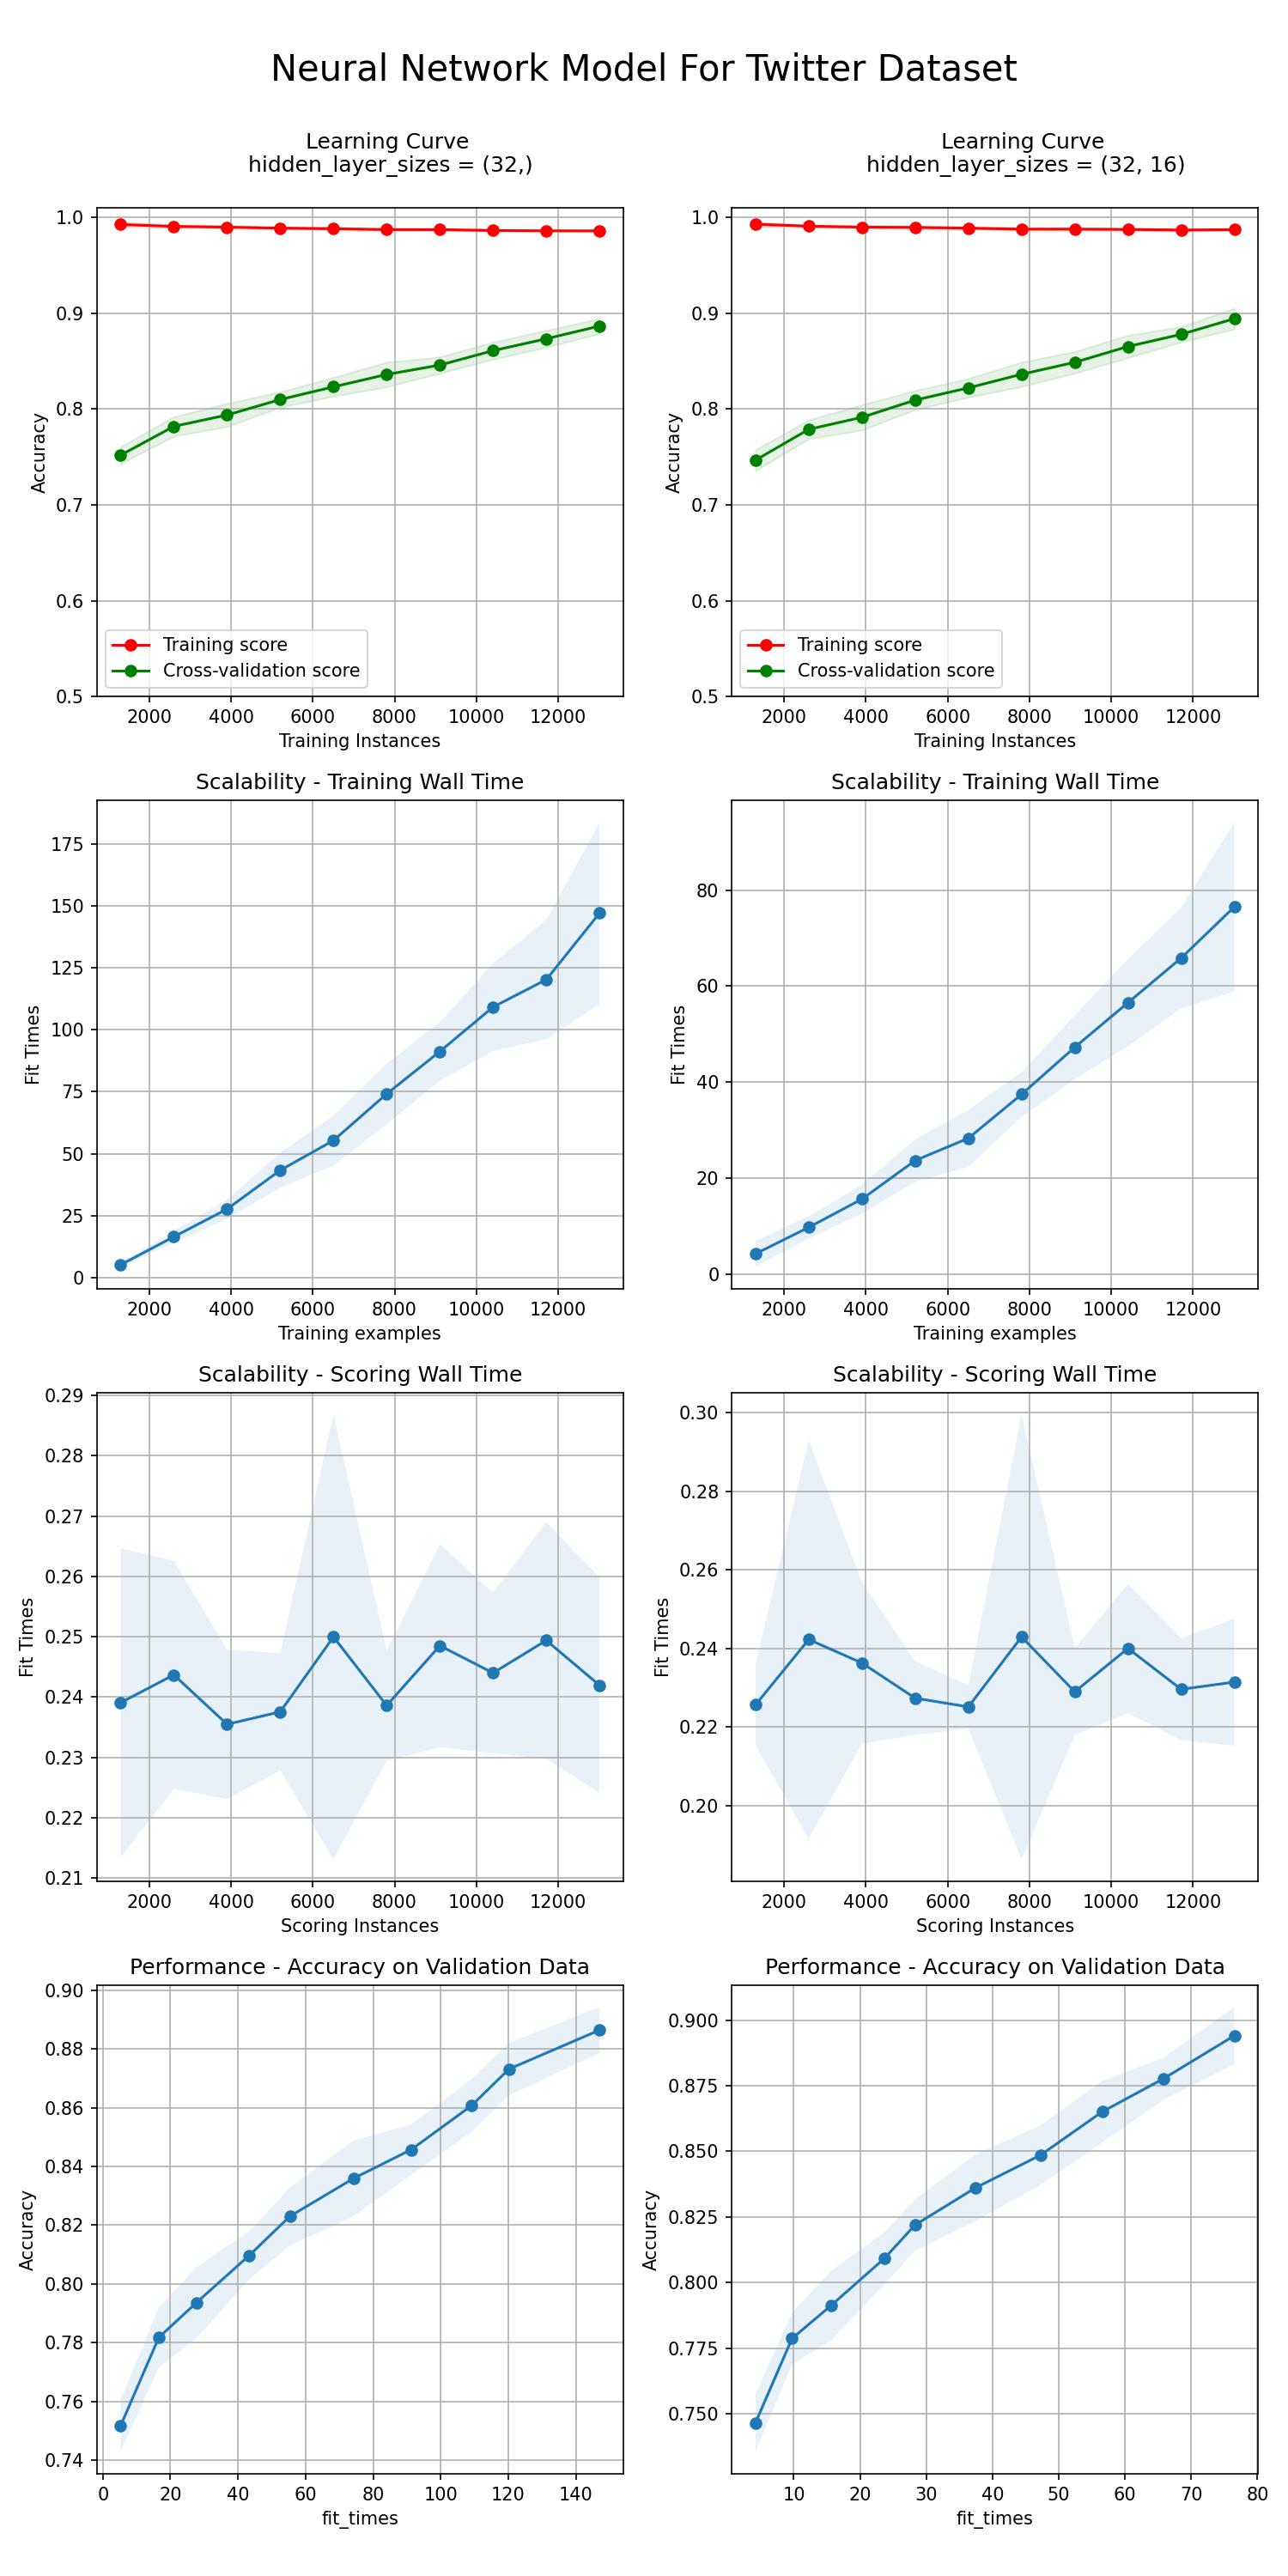 Neural Network Model For Twitter Dataset
Learning Curve
hidden_layer_sizes = (32,)
1.0
0.9
0.8
0.7
0.6
0.5
Accuracy
Training score
Cross-validation score
2000 4000 6000 8000 10000 12000
Training Instances
Learning Curve
hidden_layer_sizes = (32, 16)
1.0
0.9
0.8
0.7
0.6
0.5
Accuracy
Training score
Cross-validation score
2000 4000 6000 8000 10000 12000
Training Instances
Scalability - Training Wall Time
175
150
125
100
75
50
25
0
Fit Times
2000 4000 6000 8000 10000 12000
Training examples
Scalability - Training Wall Time
80
60
40
20
0
Fit Times
2000 4000 6000 8000 10000 12000
Training examples
Scalability - Scoring Wall Time
0.29
0.28
0.27
0.26
0.25
0.24
0.23
0.22
0.21
Fit Times
2000 4000 6000 8000 10000 12000
Scoring Instances
Scalability - Scoring Wall Time
0.30
0.28
0.26
0.24
0.22
0.20
Fit Times
2000 4000 6000 8000 10000 12000
Scoring Instances
Performance - Accuracy on Validation Data
0.90
0.88
0.86
0.84
0.82
0.80
0.78
0.76
0.74
Accuracy
0 20 40 60 80 100 120 140
fit_times
Performance - Accuracy on Validation Data
0.900
0.875
0.850
0.825
0.800
0.775
0.750
Accuracy
10 20 30 40 50 60 70 80
fit_times